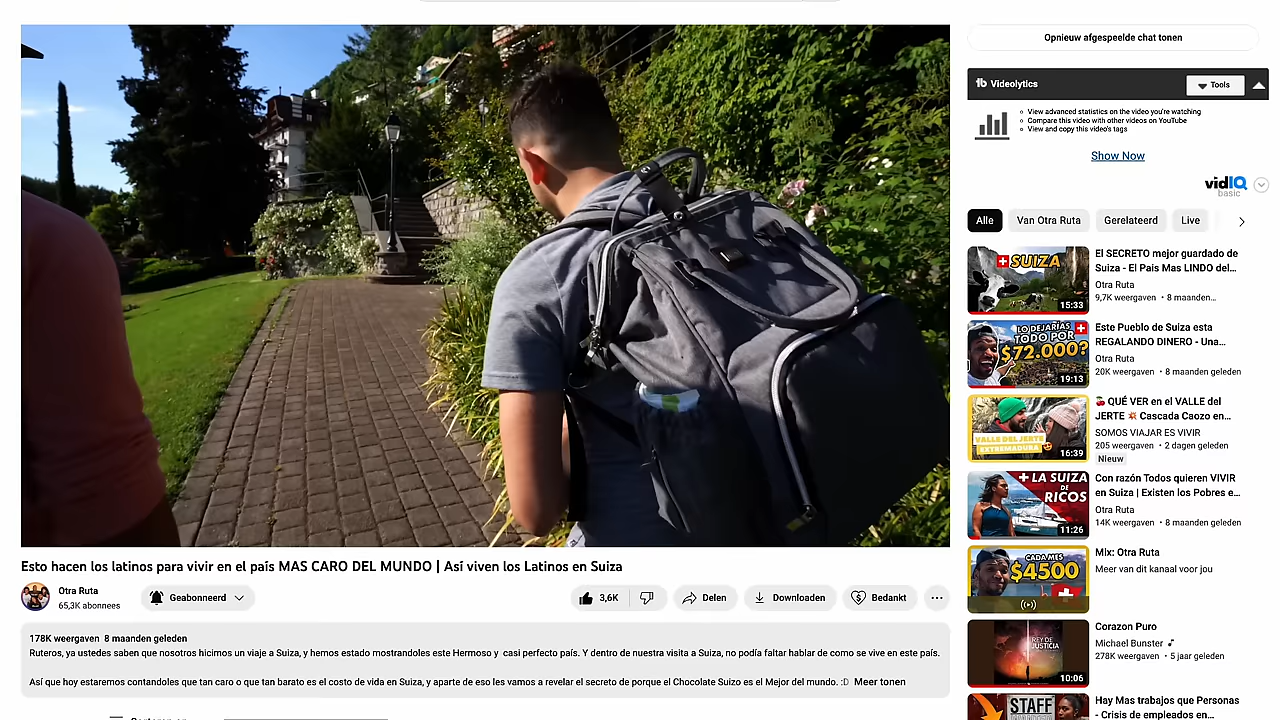 Opnieuw afgespeelde chat tonen
tb Videolytics
Tools
View advanced statistics on the video you're watching
Compare this video with other videos on YouTube
View and copy this video's tags
Show Now
vidIQ
basic
Alle
Van Otra Ruta
Gerelateerd
Live
SUIZA
15:33
El SECRETO mejor guardado de
Suiza - El Pais Mas LINDO del...
Otra Ruta
9,7K weergaven • 8 maanden...
LO DEJARÍAS
TODO POR
$72.000?
19:13
Este Pueblo de Suiza esta
REGALANDO DINERO - Una...
Otra Ruta
20K weergaven • 8 maanden geleden
VALLE DEL JERTE
EXTREMADURA
16:39
🍒 QUÉ VER en el VALLE del
JERTE 💥 Cascada Caozo en...
SOMOS VIAJAR ES VIVIR
205 weergaven • 2 dagen geleden
Nieuw
LA SUIZA
DE
RICOS
11:26
Con razón Todos quieren VIVIR
en Suiza | Existen los Pobres e...
Otra Ruta
14K weergaven • 8 maanden geleden
CADA MES
$4500
Mix: Otra Ruta
Meer van dit kanaal voor jou
REY DE
JUSTICIA
10:06
Corazon Puro
Michael Bunster
278K weergaven • 5 jaar geleden
STAFF
Hay Mas trabajos que Personas
- Crisis de empleados en...
Esto hacen los latinos para vivir en el país MAS CARO DEL MUNDO | Asi viven los Latinos en Suiza
Otra Ruta
65,3K abonnees
Geabonneerd
3,6K
Delen
Downloaden
Bedankt
178K weergaven 8 maanden geleden
Ruteros, ya ustedes saben que nosotros hicimos un viaje a Suiza, y hemos estado mostrandoles este Hermoso y casi perfecto país. Y dentro de nuestra visita a Suiza, no podía faltar hablar de como se vive en este país.
Así que hoy estaremos contandoles que tan caro o que tan barato es el costo de vida en Suiza, y aparte de eso les vamos a revelar el secreto de porque el Chocolate Suizo es el Mejor del mundo. :D Meer tonen